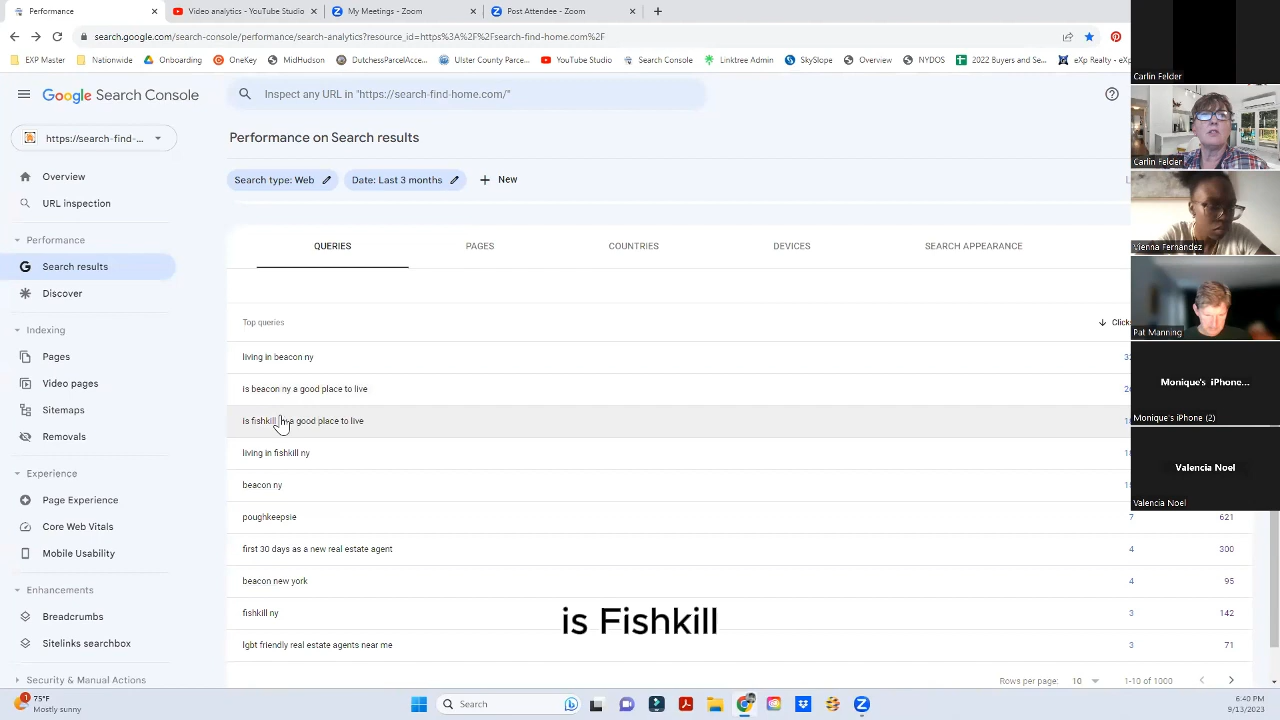 Performance
Video analytics - YouTube Studio
My Meetings - Zoom
Post Attendee - Zoom
search.google.com/search-console/performance/search-analytics?resource_id=https%3A%2F%2Fsearch-find-home.com%2F
EXP Master
Nationwide
Onboarding
OneKey
MidHudson
DutchessParcelAcce
Ulster County Parce...
YouTube Studio
Search Console
Linktree Admin
SkySlope
Overview
NYDOS
2022 Buyers and Se...
eXp Realty - Ex
Google Search Console
Inspect any URL in "https://search-find-home.com/"
https://search-find-...
Performance on Search results
Search type: Web
Date: Last 3 months
New
Overview
URL inspection
Performance
Search results
Discover
Indexing
Pages
Video pages
Sitemaps
Removals
Experience
Page Experience
Core Web Vitals
Mobile Usability
Enhancements
Breadcrumbs
Sitelinks searchbox
Security & Manual Actions
QUERIES
PAGES
COUNTRIES
DEVICES
SEARCH APPEARANCE
Top queries
Clicks
living in beacon ny
is beacon ny a good place to live
is fishkill a good place to live
living in fishkill ny
beacon ny
poughkeepsie
7 621
first 30 days as a new real estate agent
4 300
beacon new york
4 95
fishkill ny
3 142
lgbt friendly real estate agents near me
3 71
Rows per page: 10
1-10 of 1000
is Fishkill
Carlin Felder
Carlin Felder
Vienna Fernandez
Pat Manning
Monique's iPhone...
Monique's iPhone (2)
Valencia Noel
Valencia Noel
1
75°F
Mostly sunny
Search
6:40 PM
9/13/2023